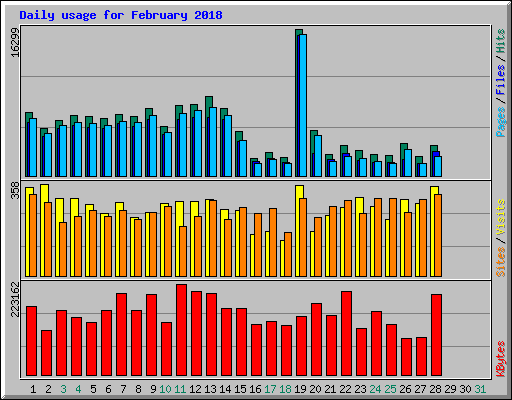 Daily usage for February 2018
16299
Pages / Files / Hits
358
Sites / Visits
223162
KBytes
1 2 3 4 5 6 7 8 9 10 11 12 13 14 15 16 17 18 19 20 21 22 23 24 25 26 27 28 29 30 31